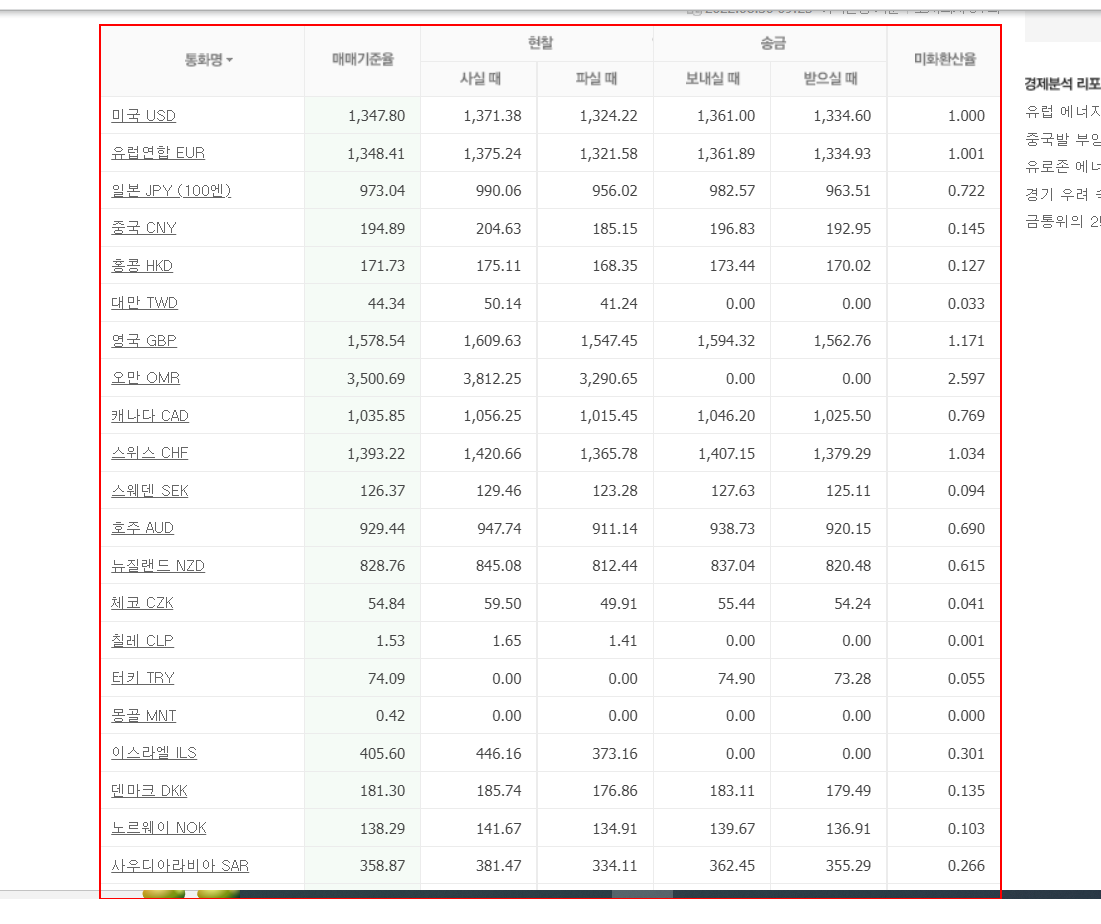 통화명 매매기준율 현찰 송금 미화환산율
사실 때 파실 때 보내실 때 받으실 때
미국 USD 1,347.80 1,371.38 1,324.22 1,361.00 1,334.60 1.000
유럽연합 EUR 1,348.41 1,375.24 1,321.58 1,361.89 1,334.93 1.001
일본 JPY (100엔) 973.04 990.06 956.02 982.57 963.51 0.722
중국 CNY 194.89 204.63 185.15 196.83 192.95 0.145
홍콩 HKD 171.73 175.11 168.35 173.44 170.02 0.127
대만 TWD 44.34 50.14 41.24 0.00 0.00 0.033
영국 GBP 1,578.54 1,609.63 1,547.45 1,594.32 1,562.76 1.171
오만 OMR 3,500.69 3,812.25 3,290.65 0.00 0.00 2.597
캐나다 CAD 1,035.85 1,056.25 1,015.45 1,046.20 1,025.50 0.769
스위스 CHF 1,393.22 1,420.66 1,365.78 1,407.15 1,379.29 1.034
스웨덴 SEK 126.37 129.46 123.28 127.63 125.11 0.094
호주 AUD 929.44 947.74 911.14 938.73 920.15 0.690
뉴질랜드 NZD 828.76 845.08 812.44 837.04 820.48 0.615
체코 CZK 54.84 59.50 49.91 55.44 54.24 0.041
칠레 CLP 1.53 1.65 1.41 0.00 0.00 0.001
터키 TRY 74.09 0.00 0.00 74.90 73.28 0.055
몽골 MNT 0.42 0.00 0.00 0.00 0.00 0.000
이스라엘 ILS 405.60 446.16 373.16 0.00 0.00 0.301
덴마크 DKK 181.30 185.74 176.86 183.11 179.49 0.135
노르웨이 NOK 138.29 141.67 134.91 139.67 136.91 0.103
사우디아라비아 SAR 358.87 381.47 334.11 362.45 355.29 0.266
경제분석 리포
유럽 에너지
중국발 부
유로존 에너
경기 우려
금통위의